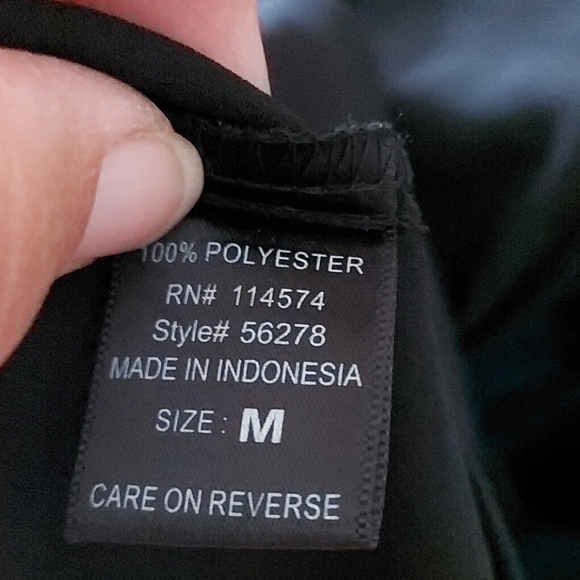 100% POLYESTER
RN# 114574
Style# 56278
MADE IN INDONESIA
SIZE : M
CARE ON REVERSE